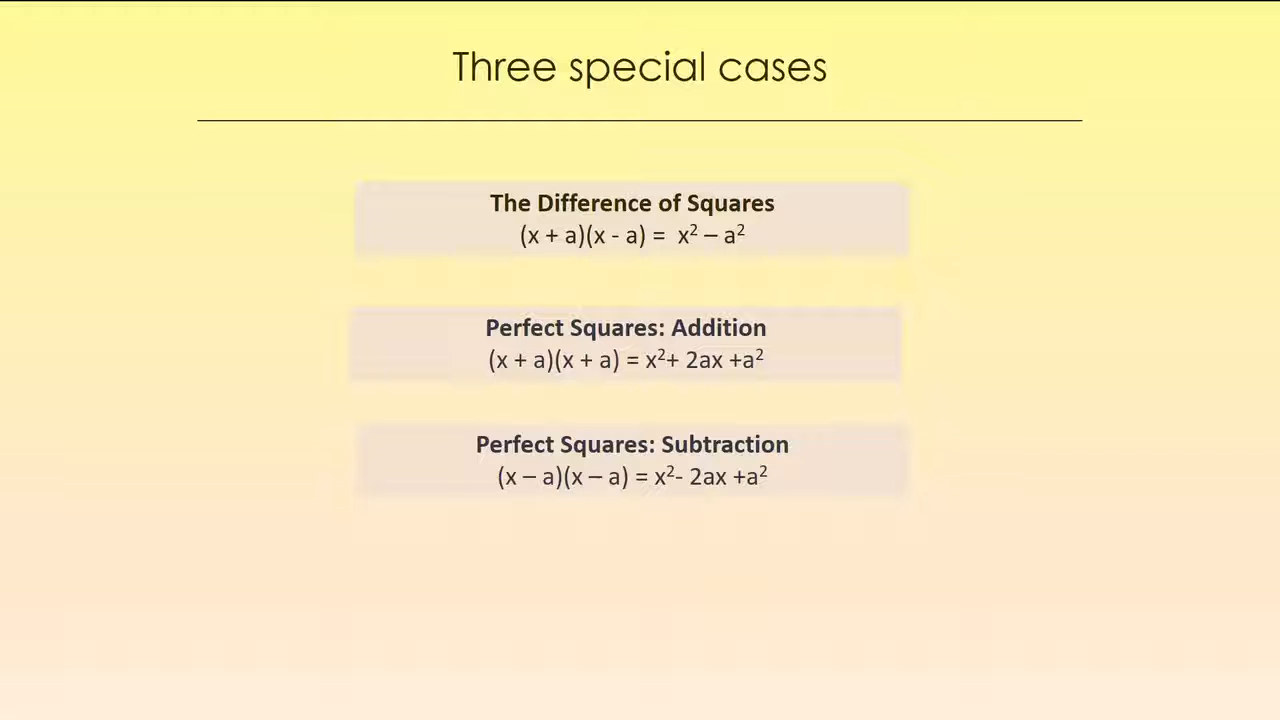 Three special cases
The Difference of Squares
(x + a)(x - a) =  x² – a²
Perfect Squares: Addition
(x + a)(x + a) = x²+ 2ax +a²
Perfect Squares: Subtraction
(x – a)(x – a) = x²- 2ax +a²